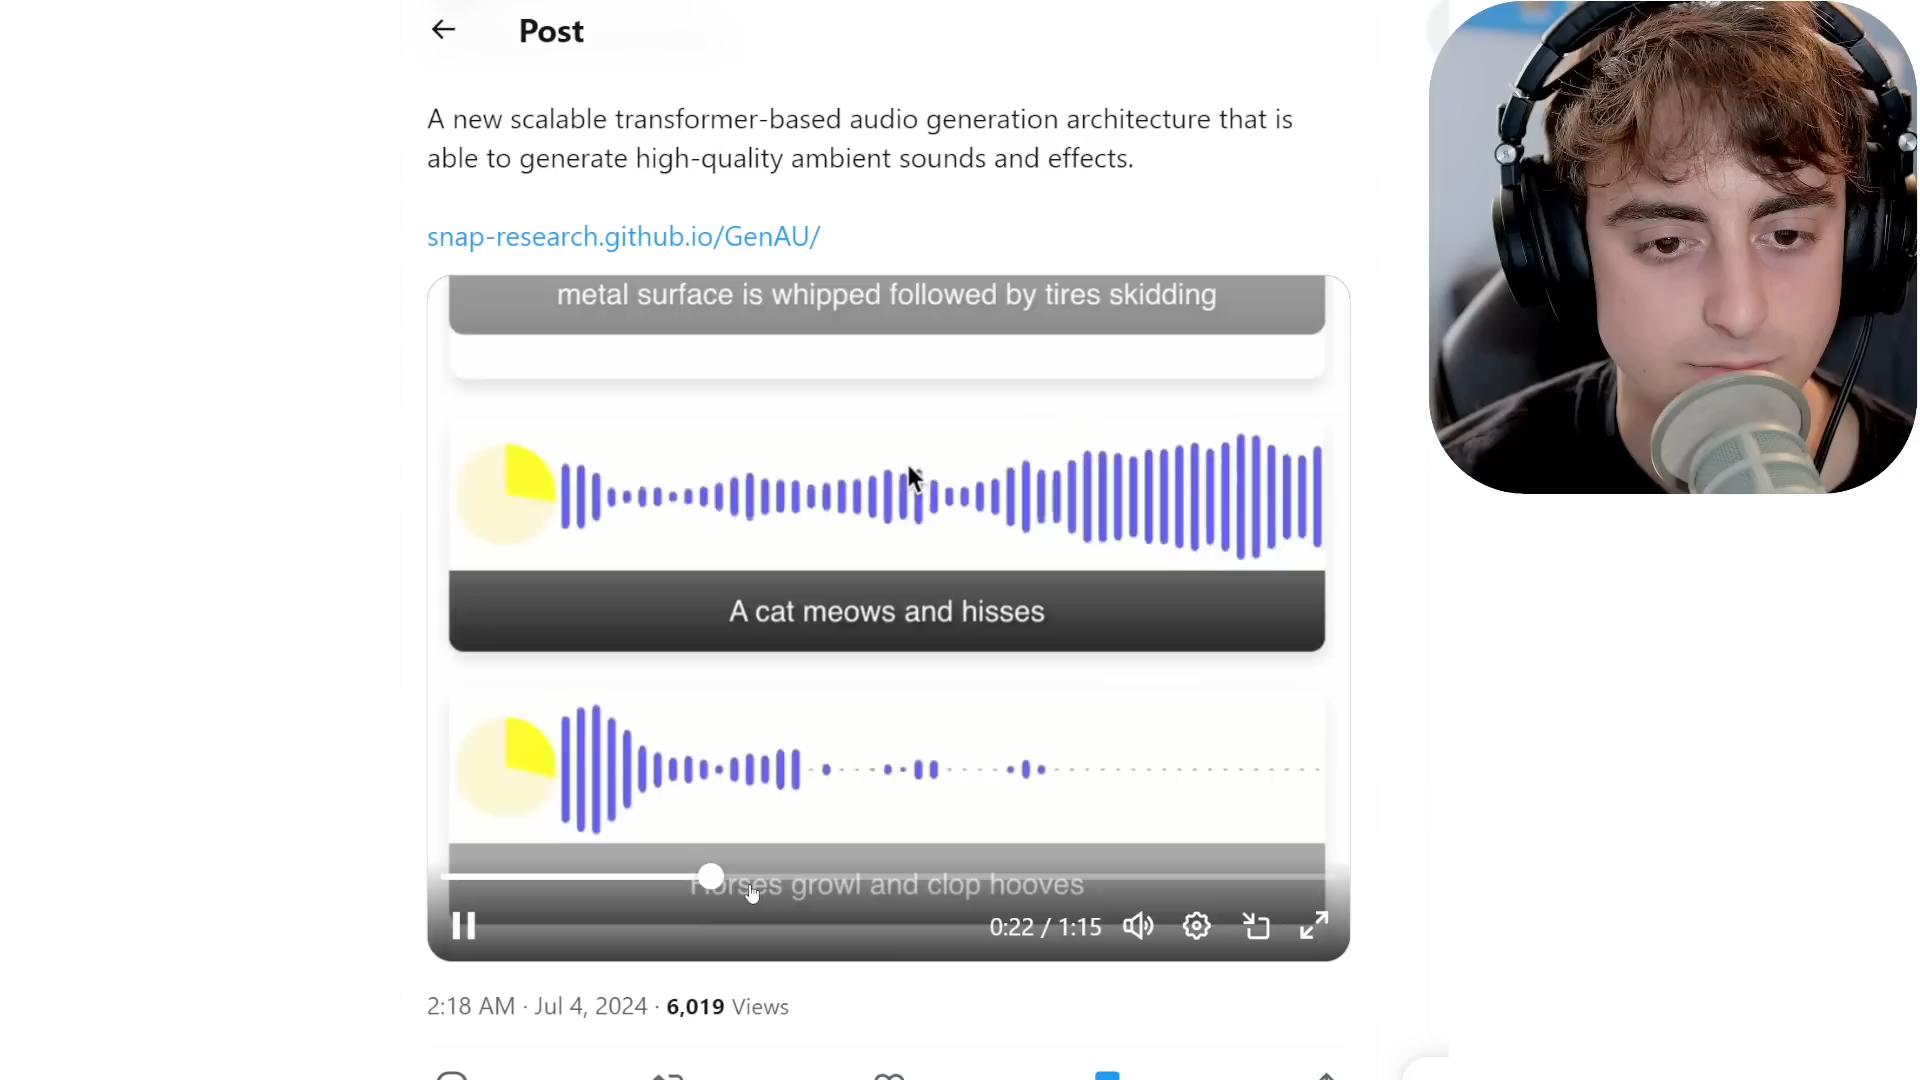 Post
A new scalable transformer-based audio generation architecture that is
able to generate high-quality ambient sounds and effects.
snap-research.github.io/GenAU/
metal surface is whipped followed by tires skidding
A cat meows and hisses
Horses growl and clop hooves
0:22 / 1:15
2:18 AM · Jul 4, 2024 · 6,019 Views